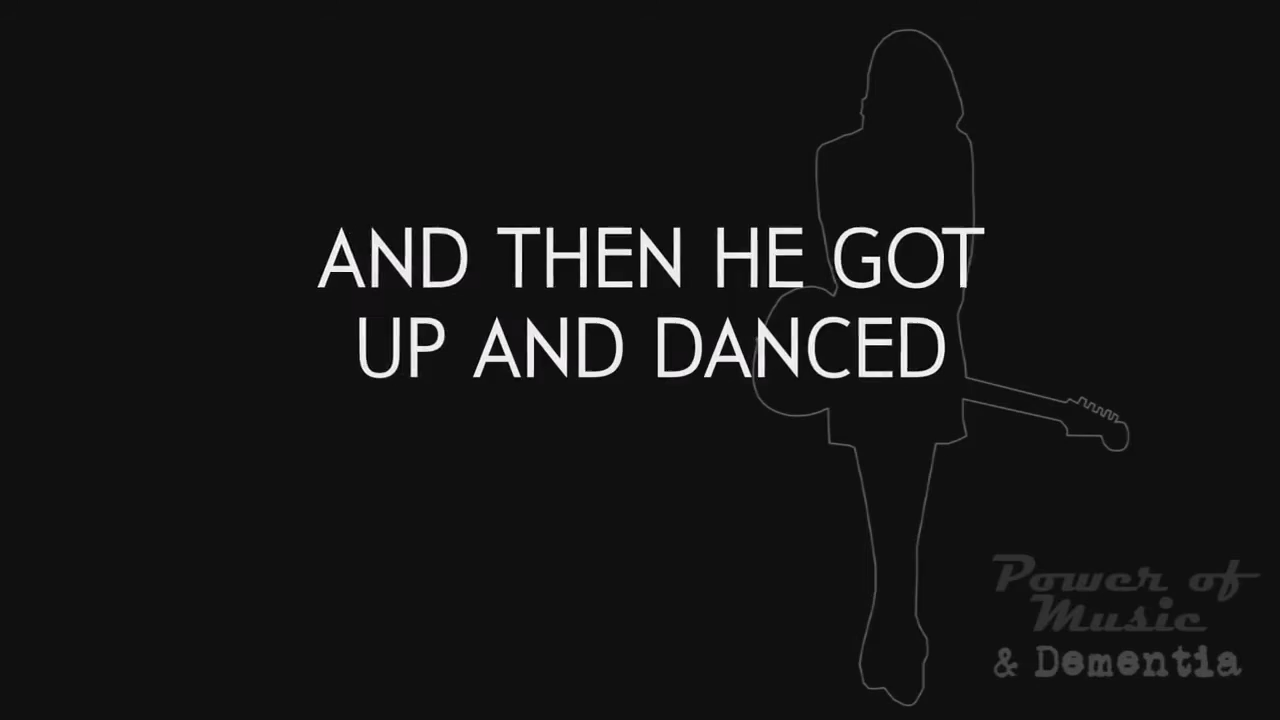 AND THEN HE GOT
UP AND DANCED
Power of
Music
& Dementia